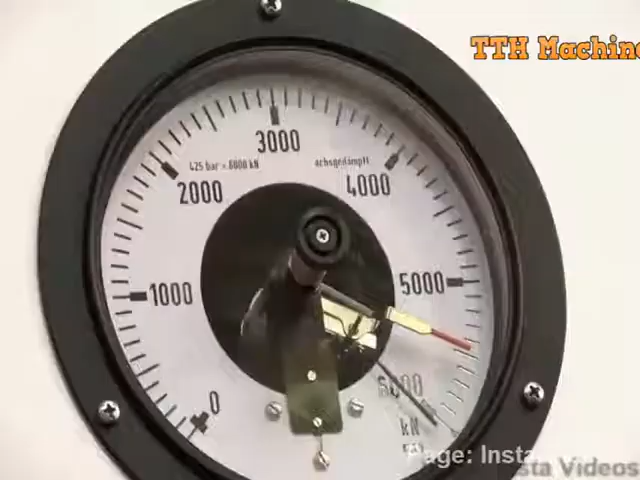 TTH Machine
3000
425 bar = 6000 kN
achsgedämpft
2000
4000
1000
5000
0
6000
kN
Page: Insta
Insta Videos